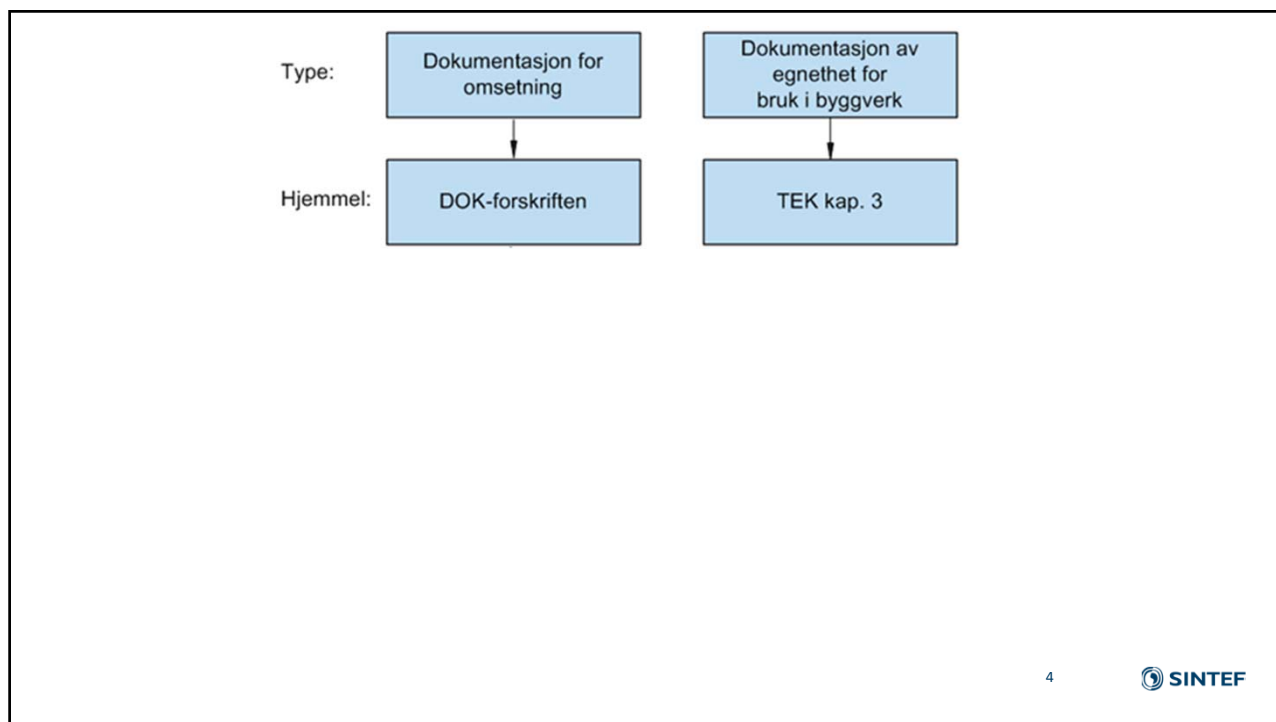 Type:
Dokumentasjon for
omsetning
Dokumentasjon av
egnethet for
bruk i byggverk
Hjemmel:
DOK-forskriften
TEK kap. 3
4
SINTEF